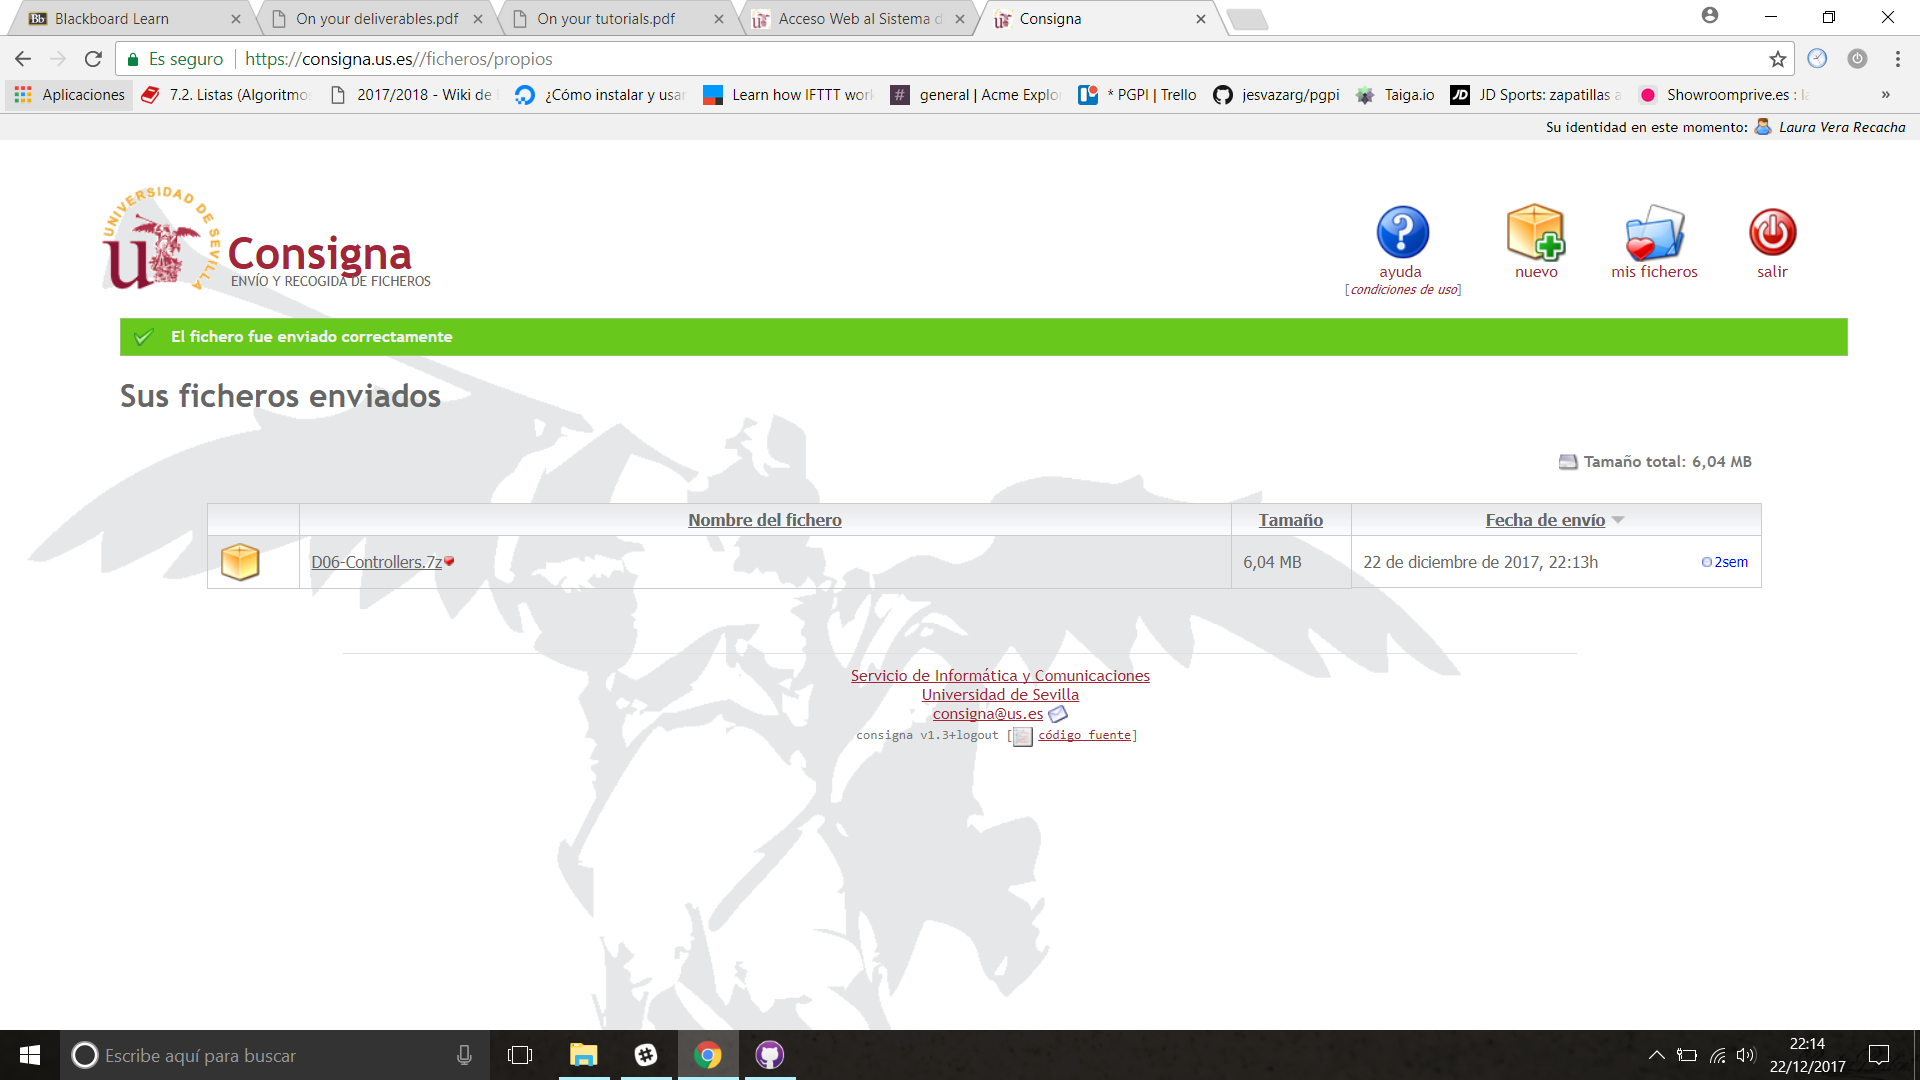 Blackboard Learn
On your deliverables.pdf
On your tutorials.pdf
Acceso Web al Sistema d
Consigna
Es seguro
https://consigna.us.es//ficheros/propios
Aplicaciones
7.2. Listas (Algoritmo
2017/2018 - Wiki de
¿Cómo instalar y usar
Learn how IFTTT work
general | Acme Explo
* PGPI | Trello
jesvazarg/pgpi
Taiga.io
JD Sports: zapatillas a
Showroomprive.es : la
»
Su identidad en este momento: Laura Vera Recacha
UNIVERSIDAD DE SEVILLA
Consigna
ENVÍO Y RECOGIDA DE FICHEROS
ayuda
[condiciones de uso]
nuevo
mis ficheros
salir
El fichero fue enviado correctamente
Sus ficheros enviados
Tamaño total: 6,04 MB
Nombre del fichero Tamaño Fecha de envío
D06-Controllers.7z 6,04 MB 22 de diciembre de 2017, 22:13h 2sem
Servicio de Informática y Comunicaciones
Universidad de Sevilla
consigna@us.es
consigna v1.3+logout [código fuente]
Escribe aquí para buscar
22:14
22/12/2017